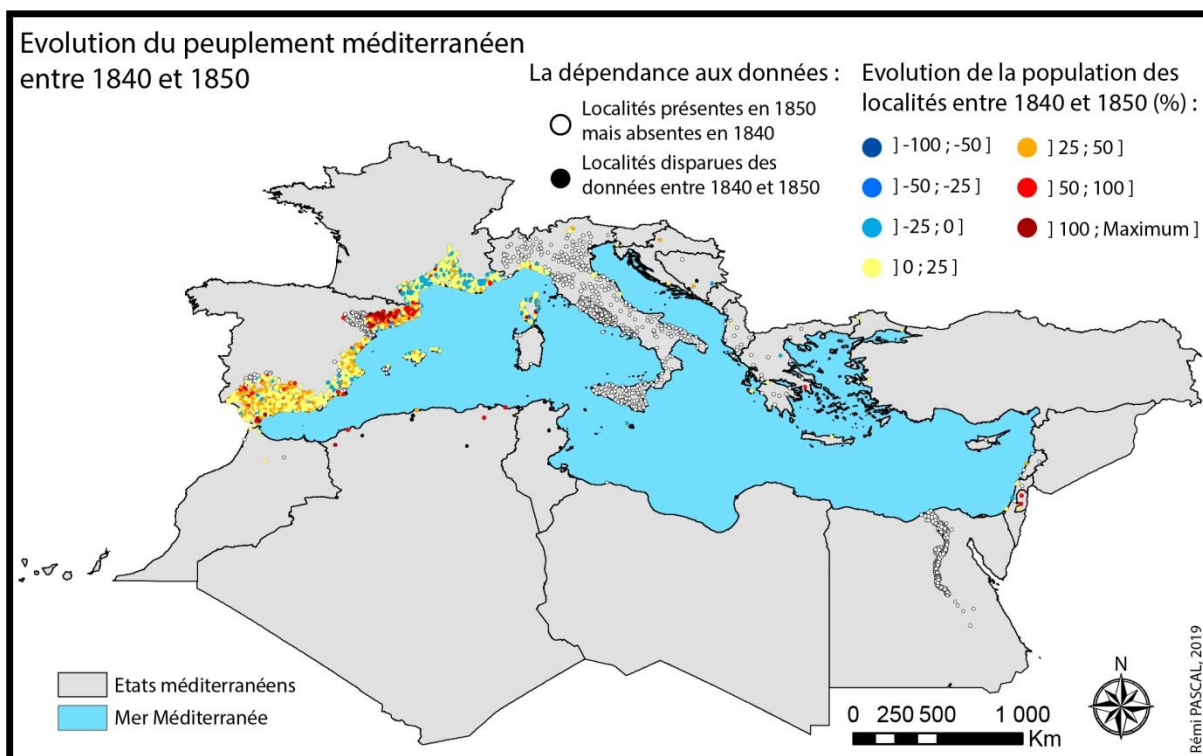 Evolution du peuplement méditerranéen
entre 1840 et 1850
La dépendance aux données :
Localités présentes en 1850
mais absentes en 1840
Localités disparues des
données entre 1840 et 1850
Evolution de la population des
localités entre 1840 et 1850 (%) :
] -100 ; -50 ]
] -50 ; -25 ]
] -25 ; 0 ]
] 0 ; 25 ]
] 25 ; 50 ]
] 50 ; 100 ]
] 100 ; Maximum ]
Etats méditerranéens
Mer Méditerranée
0 250 500 1 000
Km
N
Rémi PASCAL, 2019